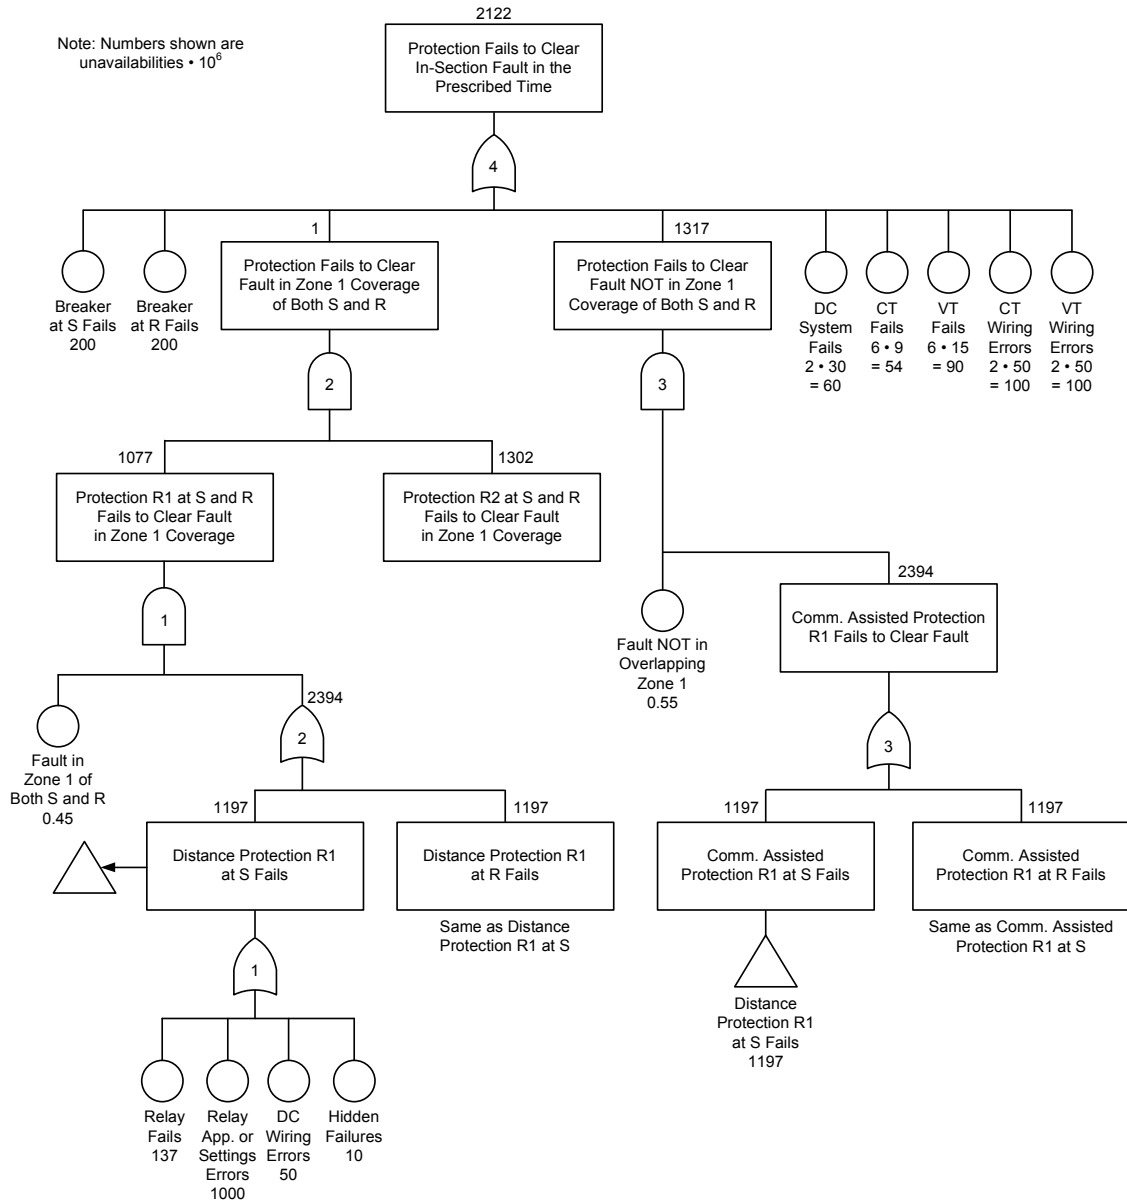 2122
Note: Numbers shown are
unavailabilities • 10⁶
Protection Fails to Clear
In-Section Fault in the
Prescribed Time
4
1
1317
Protection Fails to Clear
Fault in Zone 1 Coverage
of Both S and R
Protection Fails to Clear
Fault NOT in Zone 1
Coverage of Both S and R
Breaker
at S Fails
200
Breaker
at R Fails
200
DC
System
Fails
2 • 30
= 60
CT
Fails
6 • 9
= 54
VT
Fails
6 • 15
= 90
CT
Wiring
Errors
2 • 50
= 100
VT
Wiring
Errors
2 • 50
= 100
2
3
1077
1302
Protection R1 at S and R
Fails to Clear Fault
in Zone 1 Coverage
Protection R2 at S and R
Fails to Clear Fault
in Zone 1 Coverage
2394
1
Comm. Assisted Protection
R1 Fails to Clear Fault
Fault NOT in
Overlapping
Zone 1
0.55
2394
2
3
Fault in
Zone 1 of
Both S and R
0.45
1197
1197
1197
1197
Distance Protection R1
at S Fails
Distance Protection R1
at R Fails
Comm. Assisted
Protection R1 at S Fails
Comm. Assisted
Protection R1 at R Fails
Same as Distance
Protection R1 at S
Same as Comm. Assisted
Protection R1 at S
1
Distance
Protection R1
at S Fails
1197
Relay
Fails
137
Relay
App. or
Settings
Errors
1000
DC
Wiring
Errors
50
Hidden
Failures
10